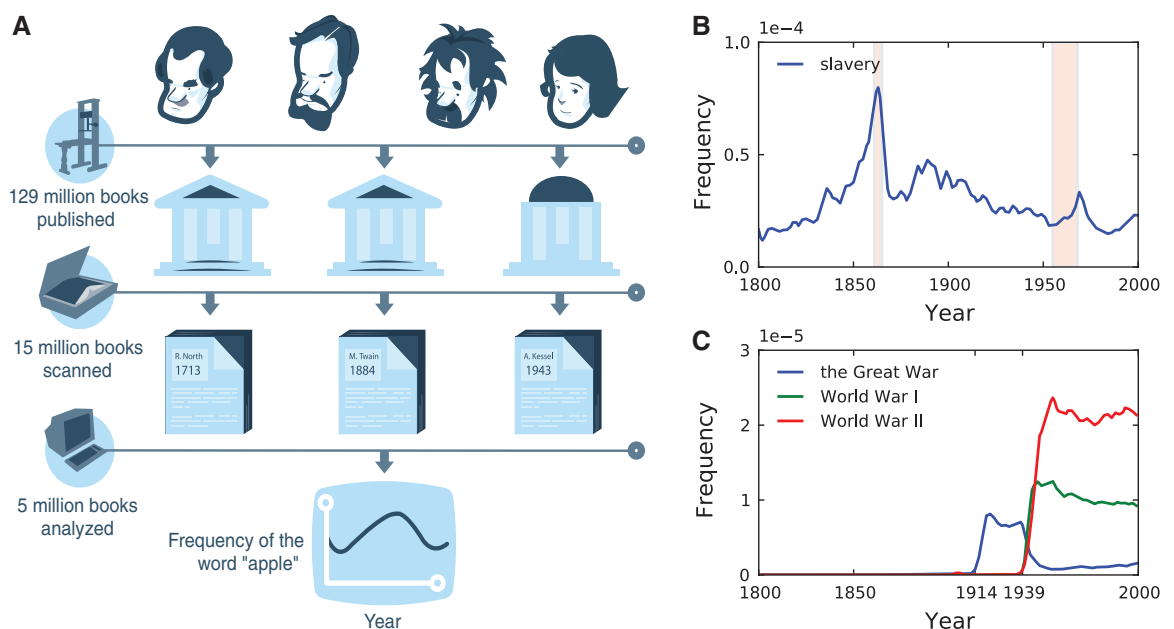 A
129 million books
published
15 million books
scanned
R. North
1713
M. Twain
1884
A. Kessel
1943
5 million books
analyzed
Frequency of the
word "apple"
Year
B
1e-4
1.0
0.5
0.0
Frequency
slavery
1800
1850
1900
1950
2000
Year
C
1e-5
3
2
1
0
Frequency
the Great War
World War I
World War II
1800
1850
1914
1939
2000
Year